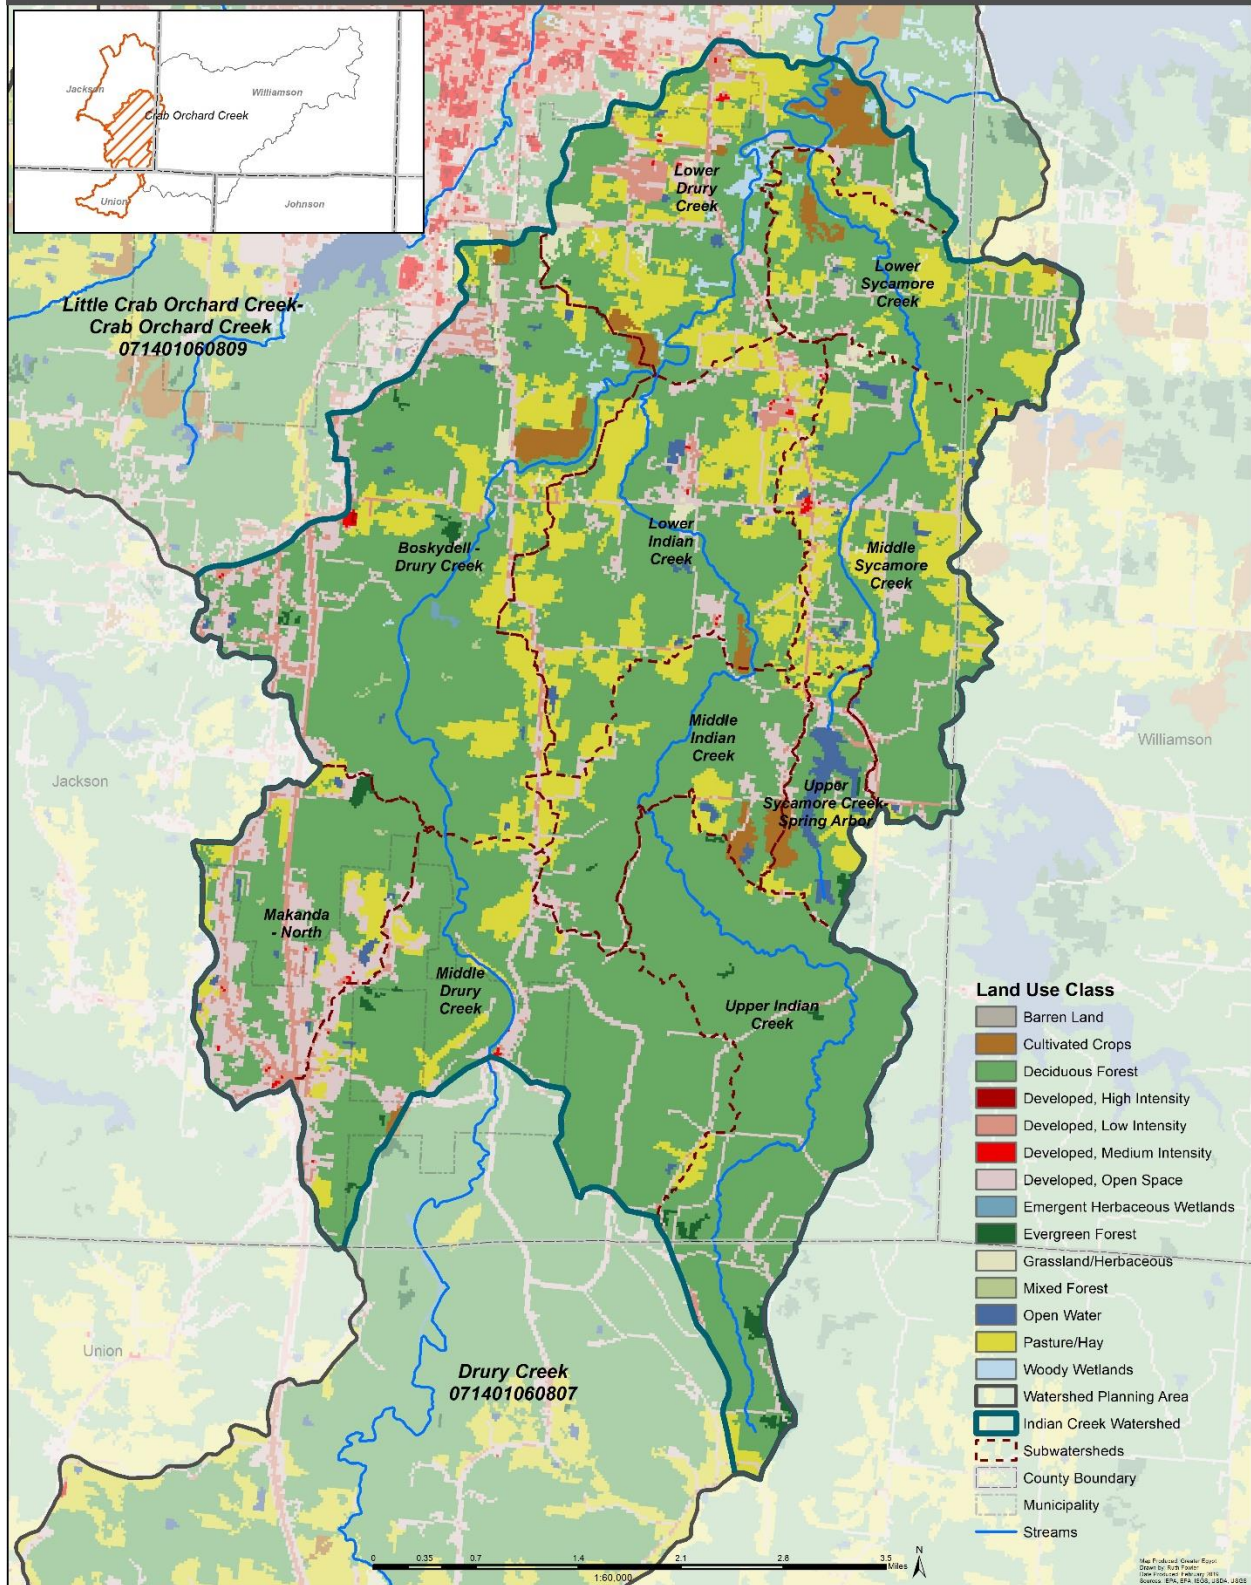 Jackson
Williamson
Crab Orchard Creek
Union
Johnson
Little Crab Orchard Creek-
Crab Orchard Creek
071401060809
Lower
Drury
Creek
Lower
Sycamore
Creek
Boskydell -
Drury Creek
Lower
Indian
Creek
Middle
Sycamore
Creek
Middle
Indian
Creek
Upper
Sycamore Creek-
Spring Arbor
Jackson
Williamson
Makanda
- North
Middle
Drury
Creek
Upper Indian
Creek
Union
Drury Creek
071401060807
Land Use Class
Barren Land
Cultivated Crops
Deciduous Forest
Developed, High Intensity
Developed, Low Intensity
Developed, Medium Intensity
Developed, Open Space
Emergent Herbaceous Wetlands
Evergreen Forest
Grassland/Herbaceous
Mixed Forest
Open Water
Pasture/Hay
Woody Wetlands
Watershed Planning Area
Indian Creek Watershed
Subwatersheds
County Boundary
Municipality
Streams
0 0.35 0.7 1.4 2.1 2.8 3.5
Miles
1:60,000
N
Map Produced: Greater Egypt